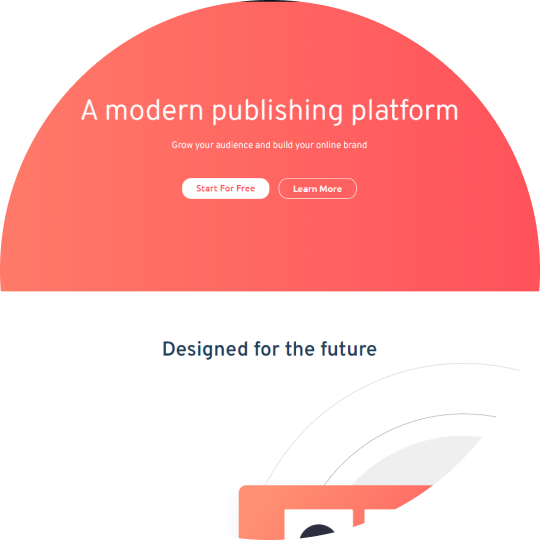 A modern publishing platform
Grow your audience and build your online brand
Start For Free
Learn More
Designed for the future